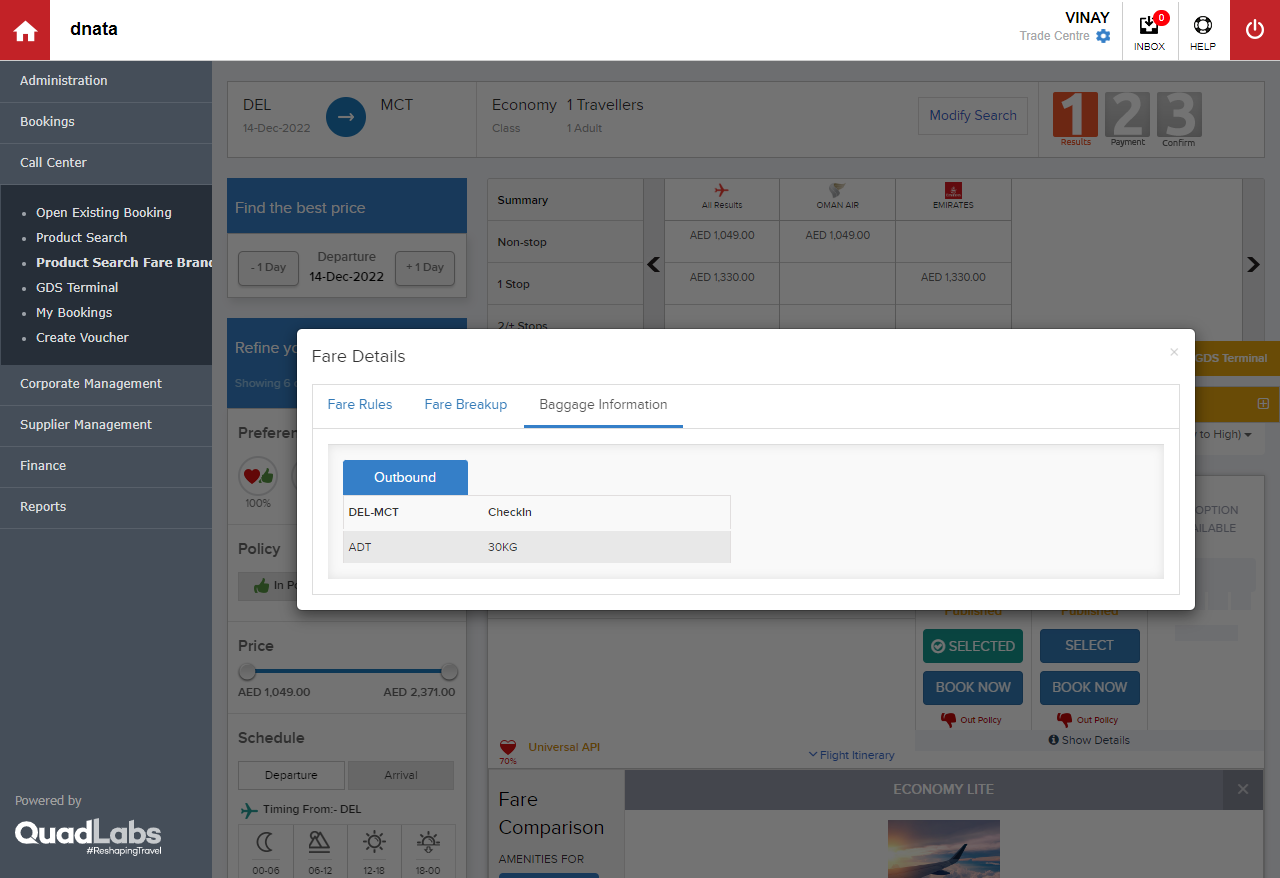 dnata
VINAY
Trade Centre
0
INBOX
HELP
Administration
Bookings
Call Center
Open Existing Booking
Product Search
Product Search Fare Brand
GDS Terminal
My Bookings
Create Voucher
Corporate Management
Supplier Management
Finance
Reports
Powered by
QuadLabs
#ReshapingTravel
DEL
MCT
14-Dec-2022
Economy
Class
1 Travellers
1 Adult
Modify Search
1 2 3
Results Payment Confirm
Find the best price
- 1 Day
Departure
14-Dec-2022
+ 1 Day
Summary
All Results
OMAN AIR
EMIRATES
Non-stop
AED 1,049.00
AED 1,049.00
1 Stop
AED 1,330.00
AED 1,330.00
2/+ Stops
Refine yo
Showing 6
GDS Terminal
to High)
Preferen
100%
Policy
In Po
Price
AED 1,049.00
AED 2,371.00
Schedule
Departure
Arrival
Timing From:- DEL
00-06
06-12
12-18
18-00
Fare Details
×
Fare Rules
Fare Breakup
Baggage Information
Outbound
DEL-MCT
CheckIn
ADT
30KG
OPTION
ILABLE
Published
Published
SELECTED
SELECT
BOOK NOW
BOOK NOW
Out Policy
Out Policy
Show Details
70%
Universal API
Flight Itinerary
Fare
Comparison
AMENITIES FOR
ECONOMY LITE